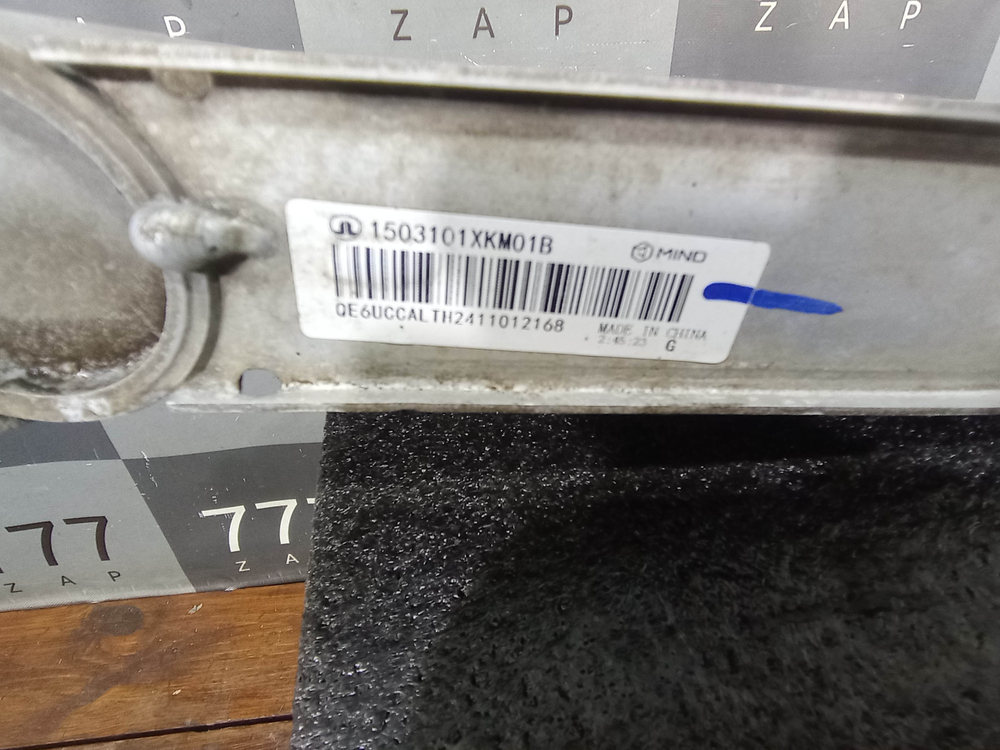 A P
Z A P
Z A P
1503101XKM01B
MIND
QE6UCCALTH2411012168
MADE IN CHINA
2:45:23 G
77
Z A P
777
Z A